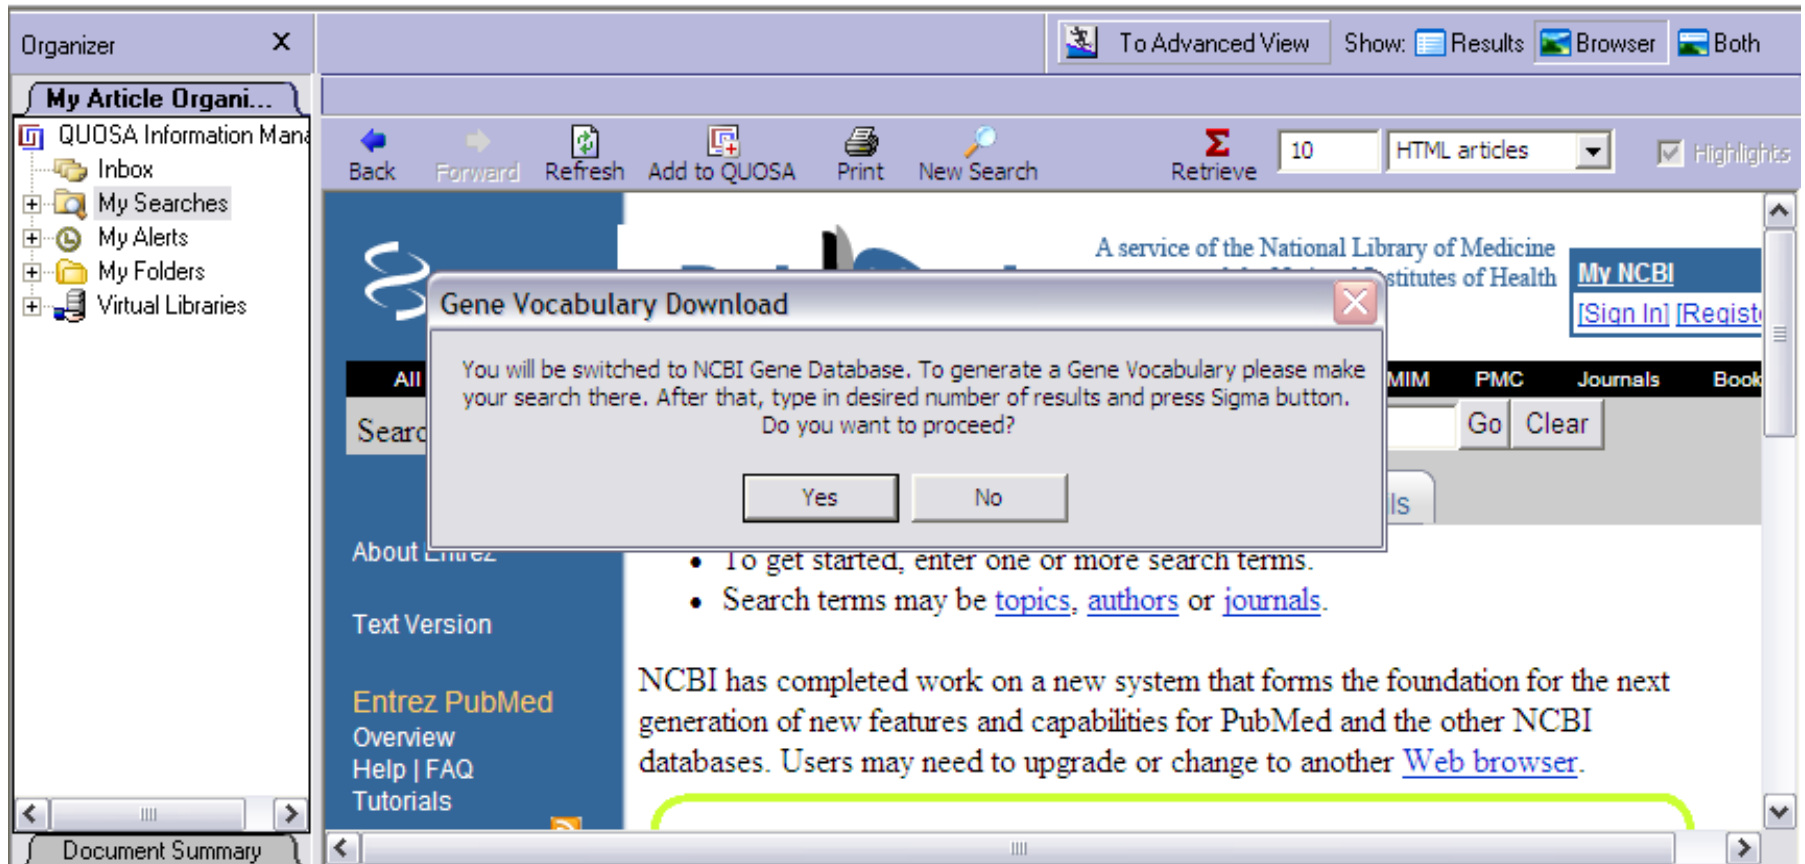 Organizer X
To Advanced View Show: Results Browser Both
My Article Organi...
QUOSA Information Mana
Inbox
My Searches
My Alerts
My Folders
Virtual Libraries
Document Summary
Back Forward Refresh Add to QUOSA Print New Search Retrieve 10 HTML articles Highlights
A service of the National Library of Medicine
of Health
My NCBI
[Sign In] [Registe
Gene Vocabulary Download
You will be switched to NCBI Gene Database. To generate a Gene Vocabulary please make
your search there. After that, type in desired number of results and press Sigma button.
Do you want to proceed?
Yes No
All MIM PMC Journals Book
Searc Go Clear
ls
About Entrez
Text Version
Entrez PubMed
Overview
Help | FAQ
Tutorials
• To get started, enter one or more search terms.
• Search terms may be topics, authors or journals.
NCBI has completed work on a new system that forms the foundation for the next
generation of new features and capabilities for PubMed and the other NCBI
databases. Users may need to upgrade or change to another Web browser.